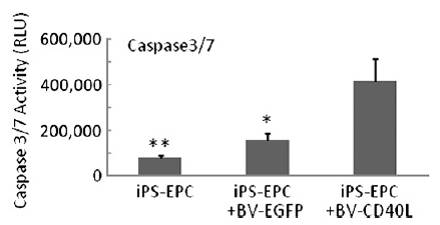 Caspase 3/7 Activity (RLU)
600,000
400,000
200,000
0
Caspase3/7
**
*
iPS-EPC
iPS-EPC
+BV-EGFP
iPS-EPC
+BV-CD40L